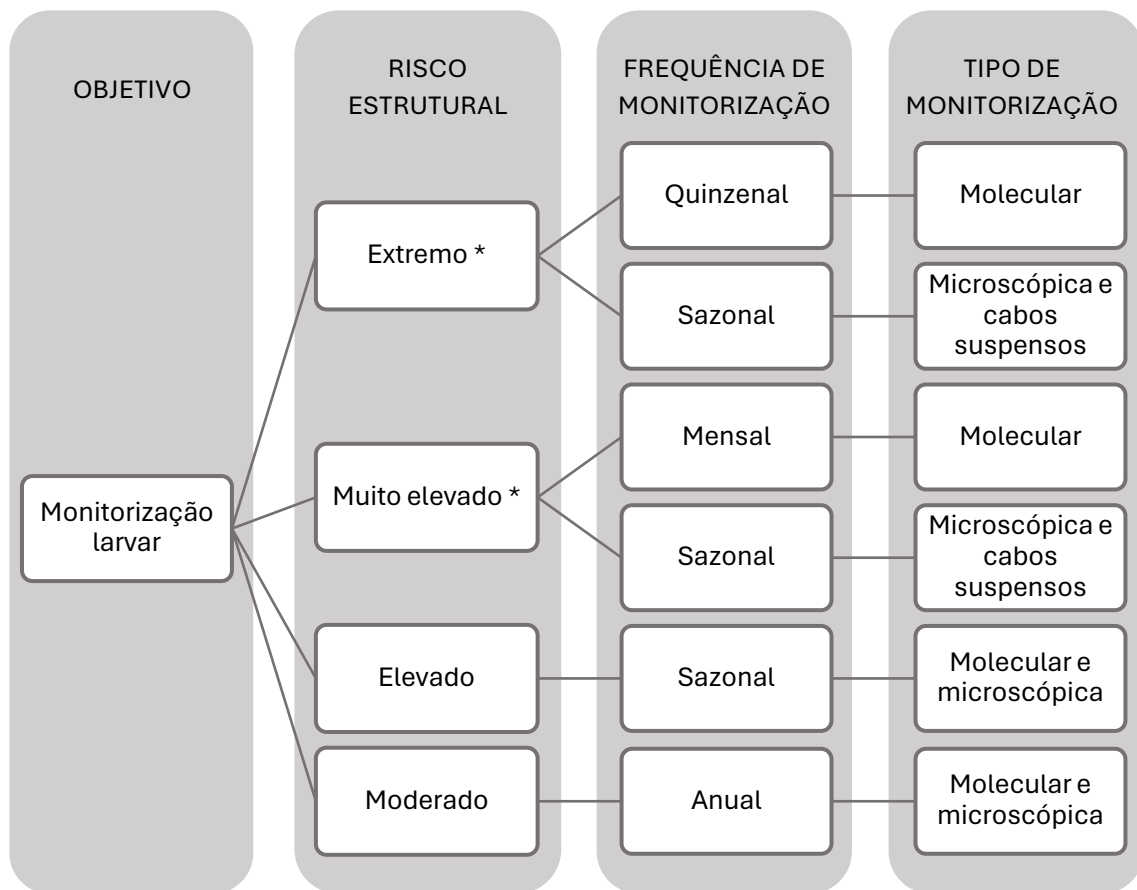 OBJETIVO
RISCO
ESTRUTURAL
FREQUÊNCIA DE
MONITORIZAÇÃO
TIPO DE
MONITORIZAÇÃO
Monitorização
larvar
Extremo *
Quinzenal
Molecular
Sazonal
Microscópica e
cabos
suspensos
Muito elevado *
Mensal
Molecular
Sazonal
Microscópica e
cabos
suspensos
Elevado
Sazonal
Molecular e
microscópica
Moderado
Anual
Molecular e
microscópica